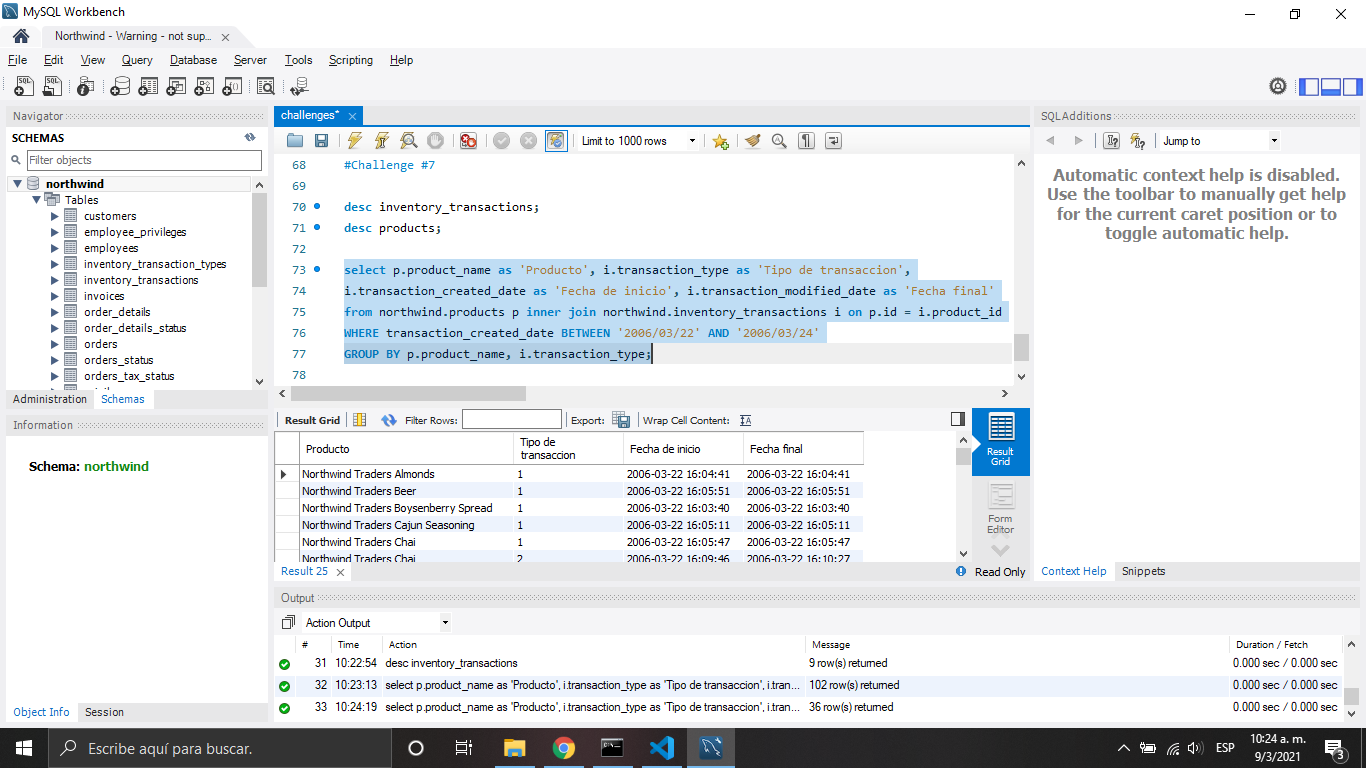 MySQL Workbench
Northwind - Warning - not sup...
File Edit View Query Database Server Tools Scripting Help
Navigator
SCHEMAS
Filter objects
northwind
Tables
customers
employee_privileges
employees
inventory_transaction_types
inventory_transactions
invoices
order_details
order_details_status
orders
orders_status
orders_tax_status
Administration Schemas
Information
Schema: northwind
Object Info Session
challenges*
Limit to 1000 rows
68 #Challenge #7
69
70 desc inventory_transactions;
71 desc products;
72
73 select p.product_name as 'Producto', i.transaction_type as 'Tipo de transaccion',
74 i.transaction_created_date as 'Fecha de inicio', i.transaction_modified_date as 'Fecha final'
75 from northwind.products p inner join northwind.inventory_transactions i on p.id = i.product_id
76 WHERE transaction_created_date BETWEEN '2006/03/22' AND '2006/03/24'
77 GROUP BY p.product_name, i.transaction_type;
78
Result Grid Filter Rows: Export: Wrap Cell Content:
Producto Tipo de transaccion Fecha de inicio Fecha final
Northwind Traders Almonds 1 2006-03-22 16:04:41 2006-03-22 16:04:41
Northwind Traders Beer 1 2006-03-22 16:05:51 2006-03-22 16:05:51
Northwind Traders Boysenberry Spread 1 2006-03-22 16:03:40 2006-03-22 16:03:40
Northwind Traders Cajun Seasoning 1 2006-03-22 16:05:11 2006-03-22 16:05:11
Northwind Traders Chai 1 2006-03-22 16:05:47 2006-03-22 16:05:47
Northwind Traders Chai 2 2006-03-22 16:09:46 2006-03-22 16:10:27
Result Grid
Form Editor
Result 25
Read Only
SQLAdditions
Jump to
Automatic context help is disabled.
Use the toolbar to manually get help
for the current caret position or to
toggle automatic help.
Context Help Snippets
Output
Action Output
# Time Action Message Duration / Fetch
31 10:22:54 desc inventory_transactions 9 row(s) returned 0.000 sec / 0.000 sec
32 10:23:13 select p.product_name as 'Producto', i.transaction_type as 'Tipo de transaccion', i.tran... 102 row(s) returned 0.000 sec / 0.000 sec
33 10:24:19 select p.product_name as 'Producto', i.transaction_type as 'Tipo de transaccion', i.tran... 36 row(s) returned 0.000 sec / 0.000 sec
Escribe aquí para buscar.
ESP
10:24 a. m.
9/3/2021
3